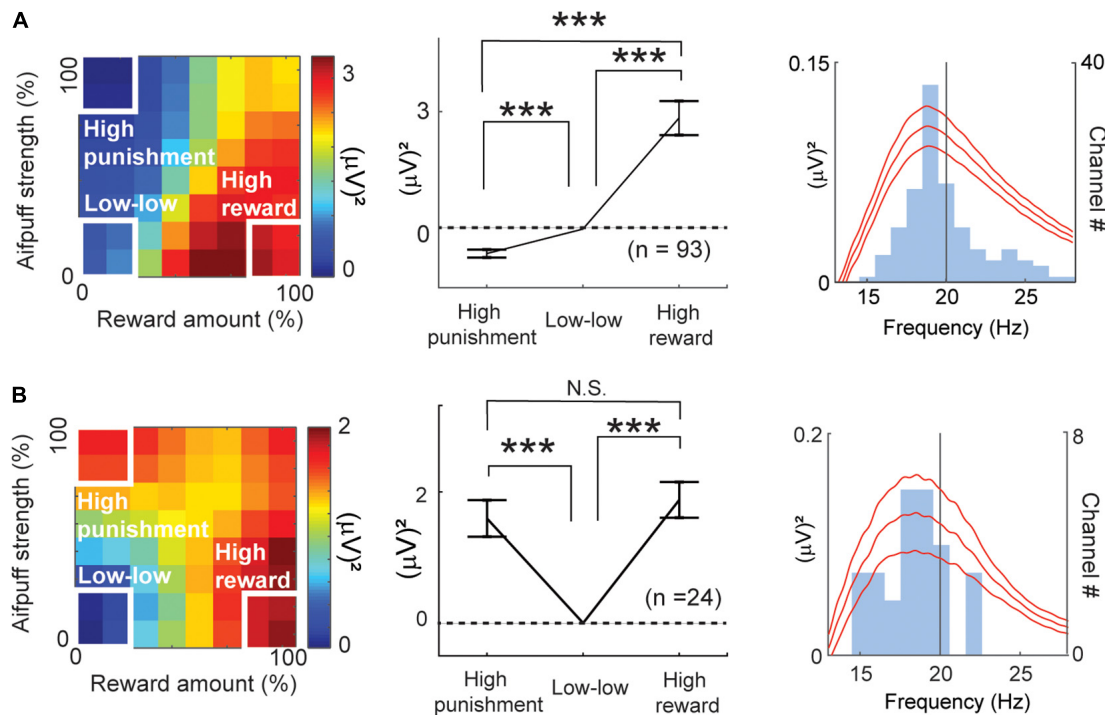 A
Aifpuff strength (%)
100
0
High
punishment
Low-low
High
reward
0
100
Reward amount (%)
3
0
(µV)²
***
***
***
(µV)²
3
0
(n = 93)
High
punishment
Low-low
High
reward
0.15
0
(µV)²
40
Channel #
15
20
25
Frequency (Hz)
B
Aifpuff strength (%)
100
0
High
punishment
Low-low
High
reward
0
100
Reward amount (%)
2
0
(µV)²
N.S.
***
***
(µV)²
2
0
(n =24)
High
punishment
Low-low
High
reward
0.2
0
(µV)²
8
0
Channel #
15
20
25
Frequency (Hz)